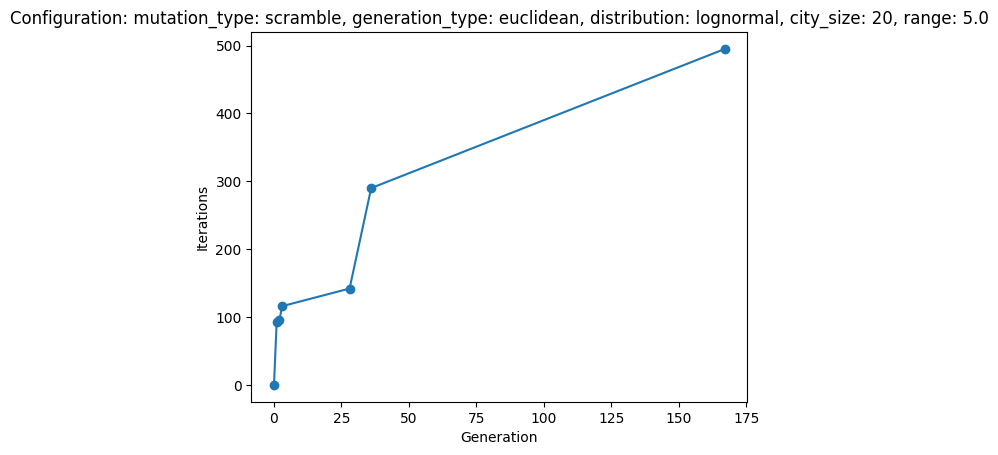 Configuration: mutation_type: scramble, generation_type: euclidean, distribution: lognormal, city_size: 20, range: 5.0
500
400
300
200
100
0
Iterations
0 25 50 75 100 125 150 175
Generation